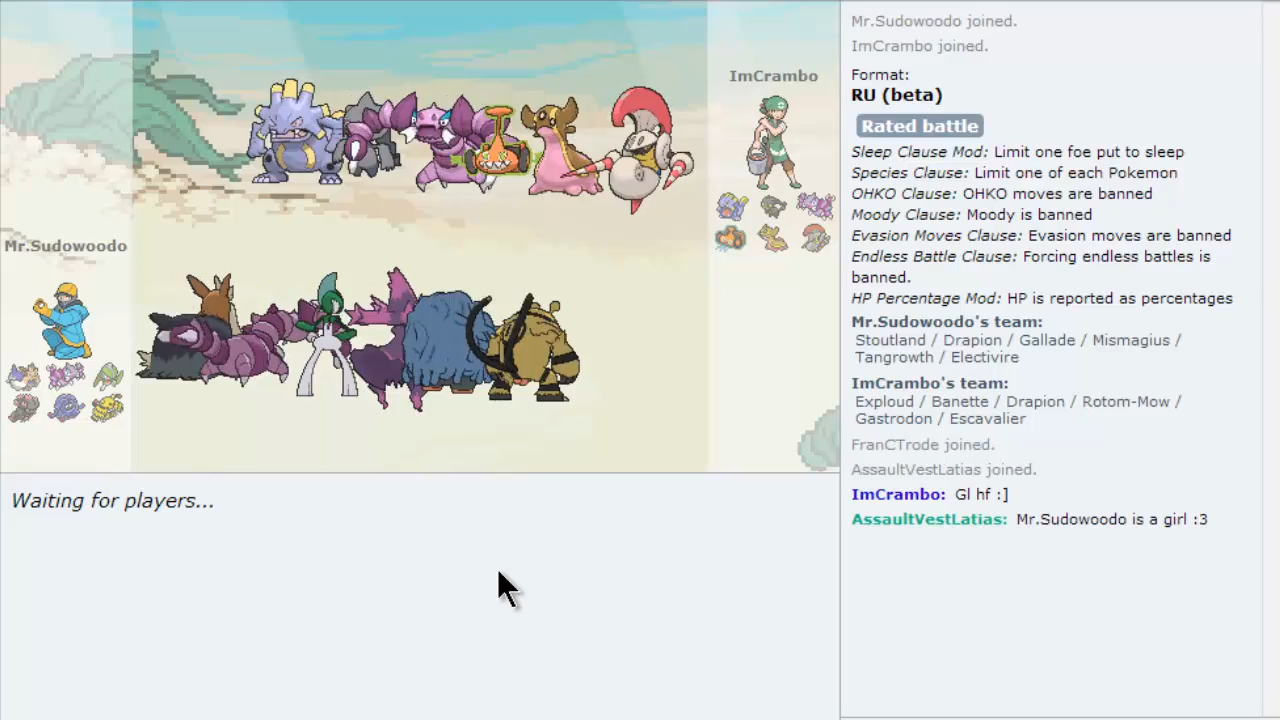 ImCrambo
Mr.Sudowoodo
Waiting for players...
Mr.Sudowoodo joined.
ImCrambo joined.
Format:
RU (beta)
Rated battle
Sleep Clause Mod: Limit one foe put to sleep
Species Clause: Limit one of each Pokemon
OHKO Clause: OHKO moves are banned
Moody Clause: Moody is banned
Evasion Moves Clause: Evasion moves are banned
Endless Battle Clause: Forcing endless battles is
banned.
HP Percentage Mod: HP is reported as percentages
Mr.Sudowoodo's team:
Stoutland / Drapion / Gallade / Mismagius /
Tangrowth / Electivire
ImCrambo's team:
Exploud / Banette / Drapion / Rotom-Mow /
Gastrodon / Escavalier
FranCTrode joined.
AssaultVestLatias joined.
ImCrambo: Gl hf :]
AssaultVestLatias: Mr.Sudowoodo is a girl :3